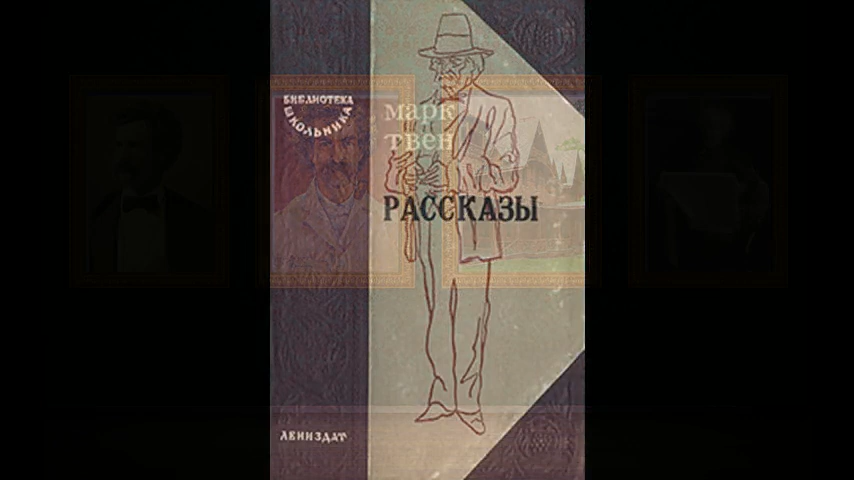 БИБЛИОТЕКА
ШКОЛЬНИКА
марк
твен
РАССКАЗЫ
ЛЕНИЗДАТ